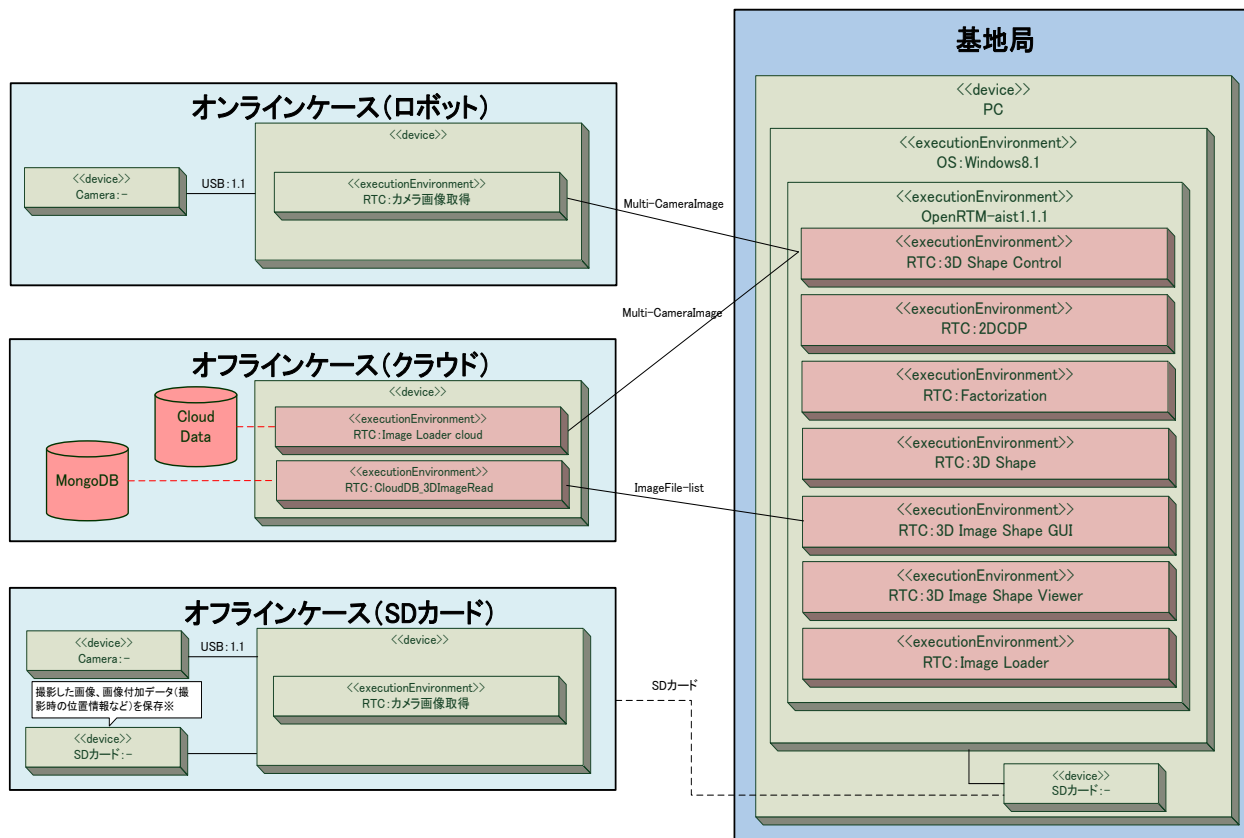 オンラインケース（ロボット）
<<device>>
<<device>>
Camera：-
USB：1.1
<<executionEnvironment>>
RTC：カメラ画像取得
Multi-CameraImage
オフラインケース（クラウド）
<<device>>
Cloud
Data
<<executionEnvironment>>
RTC：Image Loader cloud
MongoDB
<<executionEnvironment>>
RTC：CloudDB_3DImageRead
Multi-CameraImage
ImageFile-list
オフラインケース（SDカード）
<<device>>
Camera：-
USB：1.1
<<device>>
撮影した画像、画像付加データ（撮
影時の位置情報など）を保存※
<<executionEnvironment>>
RTC：カメラ画像取得
<<device>>
SDカード：-
SDカード
基地局
<<device>>
PC
<<executionEnvironment>>
OS：Windows8.1
<<executionEnvironment>>
OpenRTM-aist1.1.1
<<executionEnvironment>>
RTC：3D Shape Control
<<executionEnvironment>>
RTC：2DCDP
<<executionEnvironment>>
RTC：Factorization
<<executionEnvironment>>
RTC：3D Shape
<<executionEnvironment>>
RTC：3D Image Shape GUI
<<executionEnvironment>>
RTC：3D Image Shape Viewer
<<executionEnvironment>>
RTC：Image Loader
<<device>>
SDカード：-